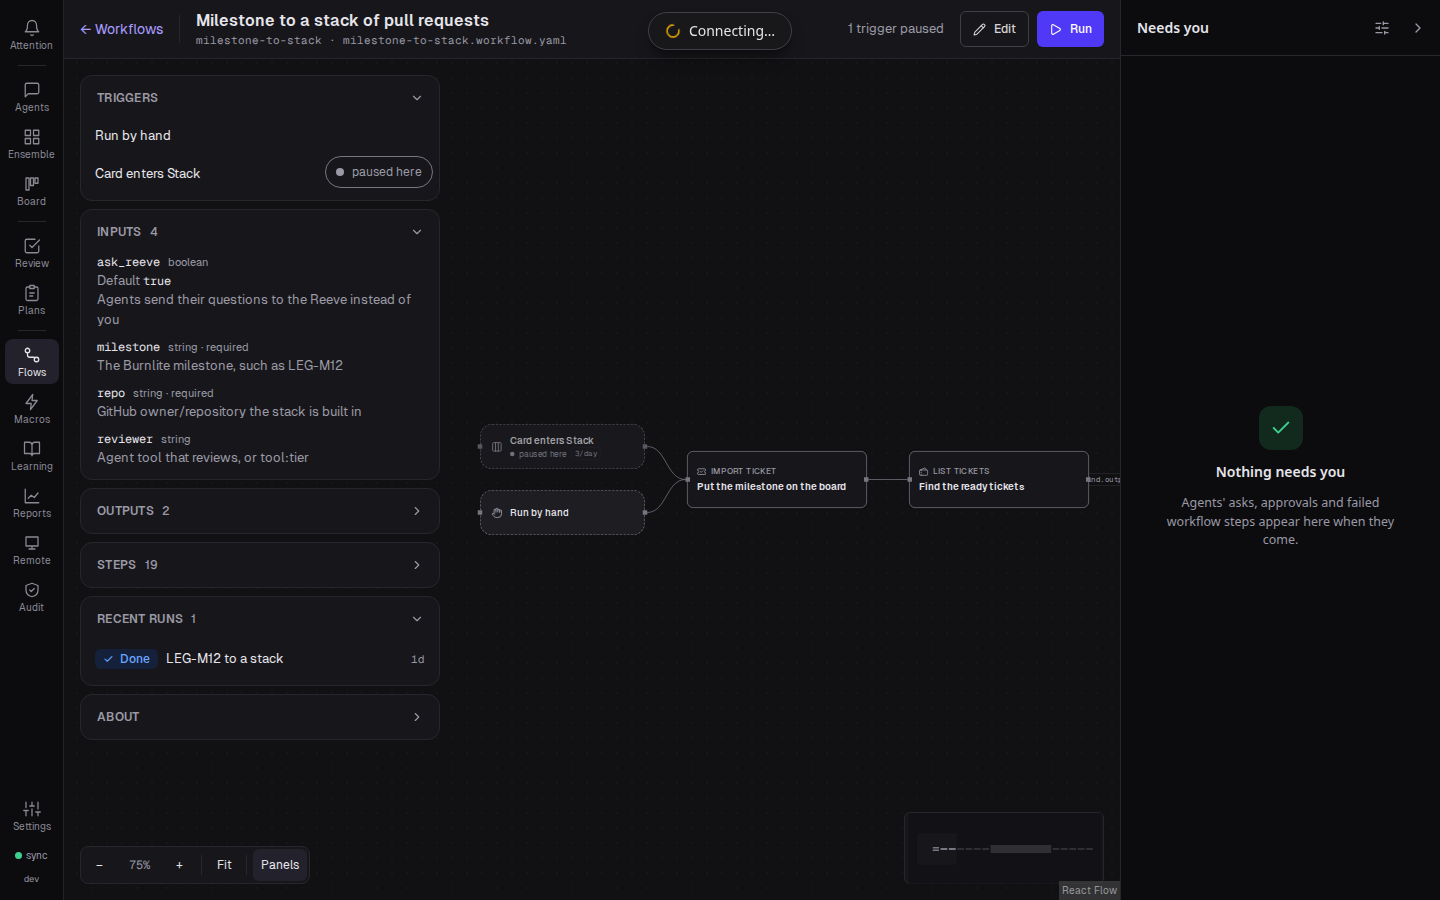 Attention
Agents
Ensemble
Board
Review
Plans
Flows
Macros
Learning
Reports
Remote
Audit
Settings
sync
dev
← Workflows
Milestone to a stack of pull requests
milestone-to-stack · milestone-to-stack.workflow.yaml
Connecting...
1 trigger paused
Edit
Run
TRIGGERS
Run by hand
Card enters Stack
paused here
INPUTS 4
ask_reeve boolean
Default true
Agents send their questions to the Reeve instead of
you
milestone string · required
The Burnlite milestone, such as LEG-M12
repo string · required
GitHub owner/repository the stack is built in
reviewer string
Agent tool that reviews, or tool:tier
OUTPUTS 2
STEPS 19
RECENT RUNS 1
Done LEG-M12 to a stack 1d
ABOUT
Card enters Stack
paused here · 3/day
Run by hand
IMPORT TICKET
Put the milestone on the board
LIST TICKETS
Find the ready tickets
− 75% + Fit Panels
React Flow
Needs you
Nothing needs you
Agents' asks, approvals and failed
workflow steps appear here when they
come.